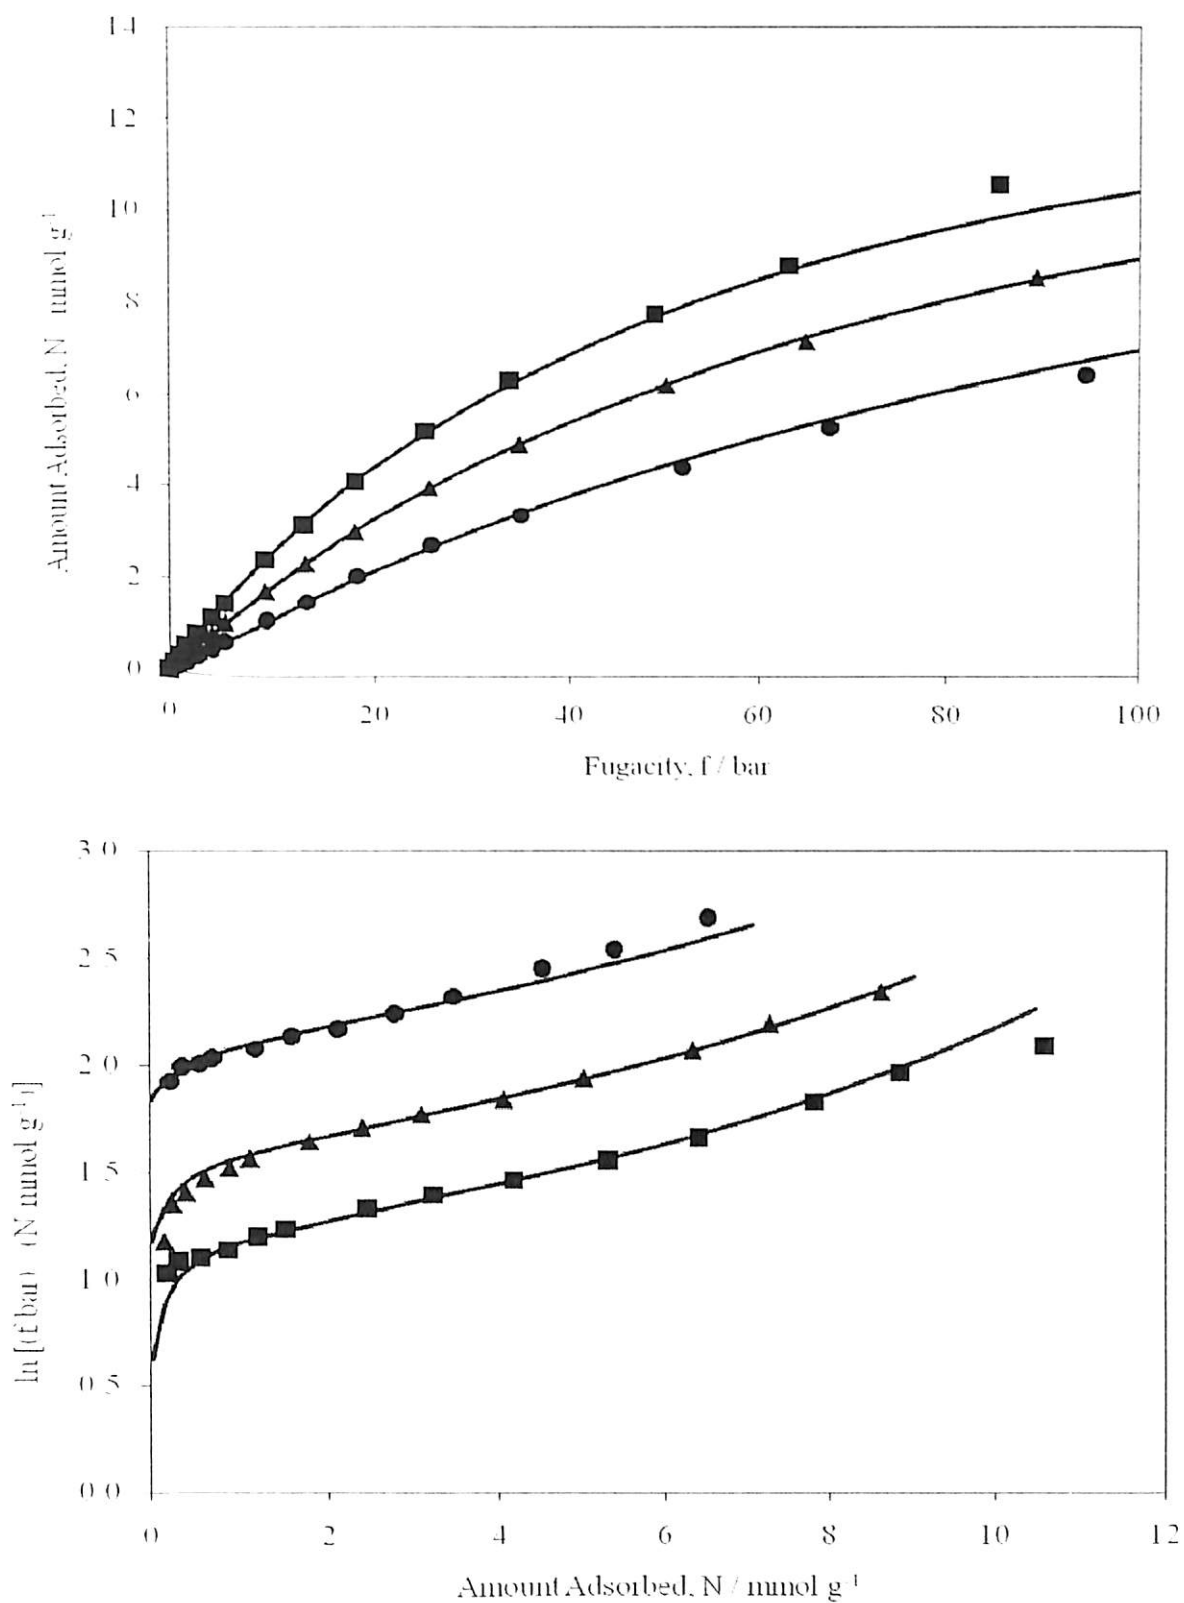 14
12
10
8
6
4
2
0
Amount Adsorbed, N mmol g-1
0 20 40 60 80 100
Fugacity, f / bar
3.0
2.5
2.0
1.5
1.0
0.5
0.0
ln [(f bar) (N mmol g-1)]
0 2 4 6 8 10 12
Amount Adsorbed, N / mmol g-1